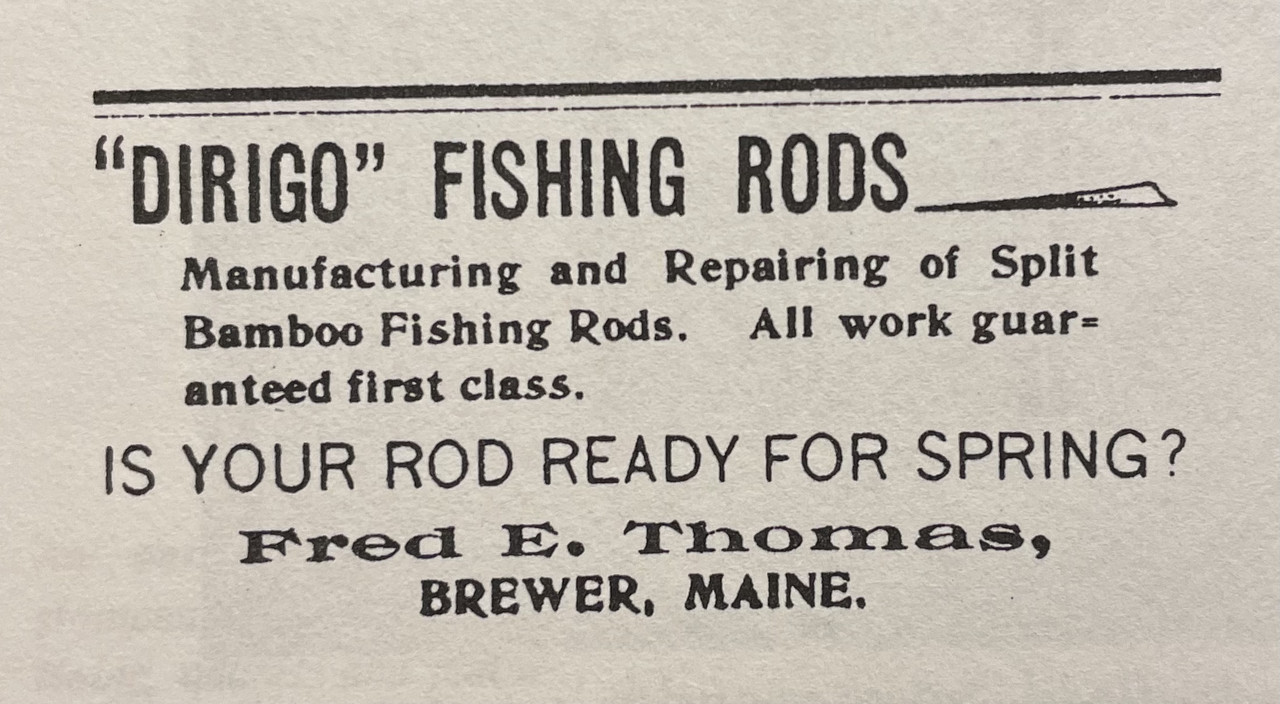 “DIRIGO” FISHING RODS
Manufacturing and Repairing of Split
Bamboo Fishing Rods. All work guar=
anteed first class.
IS YOUR ROD READY FOR SPRING?
Fred E. Thomas,
BREWER, MAINE.